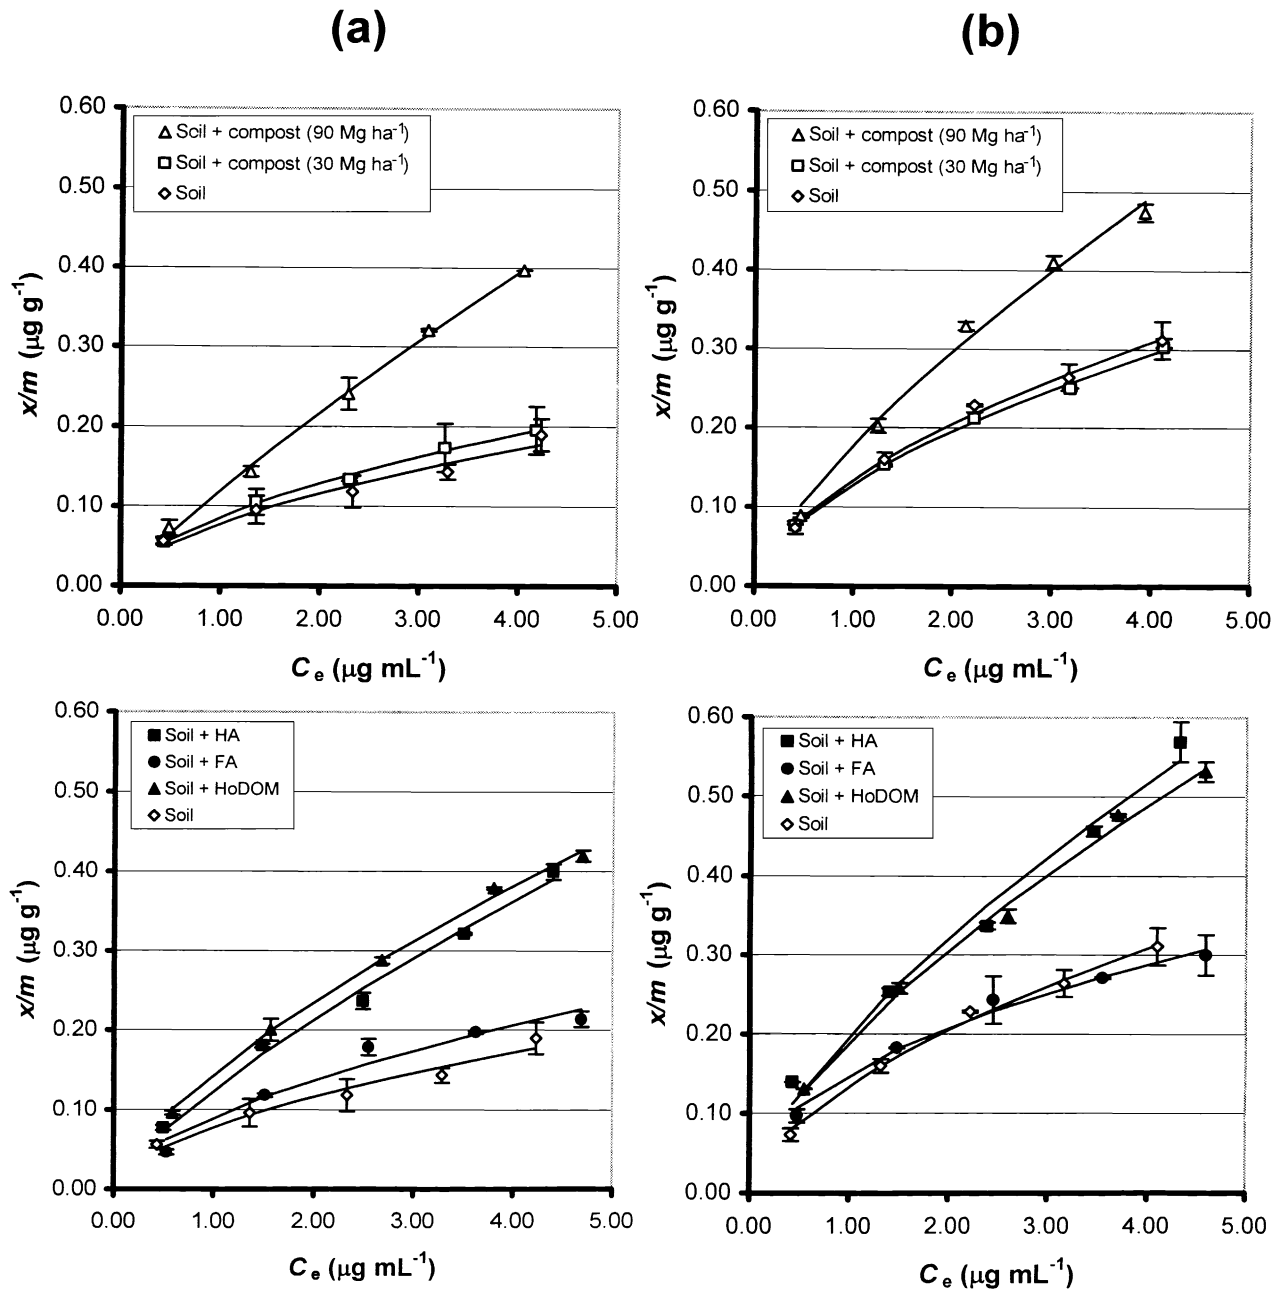 (a)
0.60
0.50
0.40
0.30
0.20
0.10
0.00
x/m (µg g⁻¹)
Soil + compost (90 Mg ha⁻¹)
Soil + compost (30 Mg ha⁻¹)
Soil
0.00 1.00 2.00 3.00 4.00 5.00
Cₑ (µg mL⁻¹)
(b)
0.60
0.50
0.40
0.30
0.20
0.10
0.00
x/m (µg g⁻¹)
Soil + compost (90 Mg ha⁻¹)
Soil + compost (30 Mg ha⁻¹)
Soil
0.00 1.00 2.00 3.00 4.00 5.00
Cₑ (µg mL⁻¹)
0.60
0.50
0.40
0.30
0.20
0.10
0.00
x/m (µg g⁻¹)
Soil + HA
Soil + FA
Soil + HoDOM
Soil
0.00 1.00 2.00 3.00 4.00 5.00
Cₑ (µg mL⁻¹)
0.60
0.50
0.40
0.30
0.20
0.10
0.00
x/m (µg g⁻¹)
Soil + HA
Soil + FA
Soil + HoDOM
Soil
0.00 1.00 2.00 3.00 4.00 5.00
Cₑ (µg mL⁻¹)